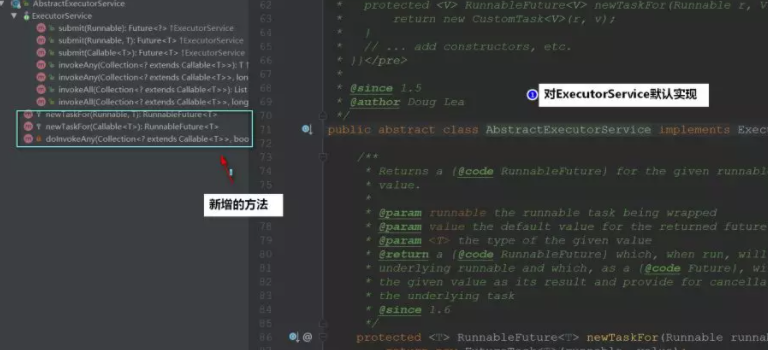 AbstractExecutorService
ExecutorService
submit(Runnable): Future<?> ↑ExecutorService
submit(Runnable, T): Future<T> ↑ExecutorService
submit(Callable<T>): Future<T> ↑ExecutorService
invokeAny(Collection<? extends Callable<T>>): T
invokeAny(Collection<? extends Callable<T>>, long
invokeAll(Collection<? extends Callable<T>>): List
invokeAll(Collection<? extends Callable<T>>, long
newTaskFor(Runnable, T): RunnableFuture<T>
newTaskFor(Callable<T>): RunnableFuture<T>
doInvokeAny(Collection<? extends Callable<T>>, boo
新增的方法
62 * protected <V> RunnableFuture<V> newTaskFor(Runnable r, V
63 * return new CustomTask<V>(r, v);
64 * }
65 * // ... add constructors, etc.
66 * }}</pre>
67 *
68 * @since 1.5
69 * @author Doug Lea
70 */
1 对ExecutorService默认实现
71 public abstract class AbstractExecutorService implements Exec
72
73 /**
74 * Returns a {@code RunnableFuture} for the given runnable
75 * value.
76 *
77 * @param runnable the runnable task being wrapped
78 * @param value the default value for the returned future
79 * @param <T> the type of the given value
80 * @return a {@code RunnableFuture} which, when run, will
81 * underlying runnable and which, as a {@code Future}, wi
82 * the given value as its result and provide for cancella
83 * the underlying task
84 * @since 1.6
85 */
86 @ protected <T> RunnableFuture<T> newTaskFor(Runnable runna